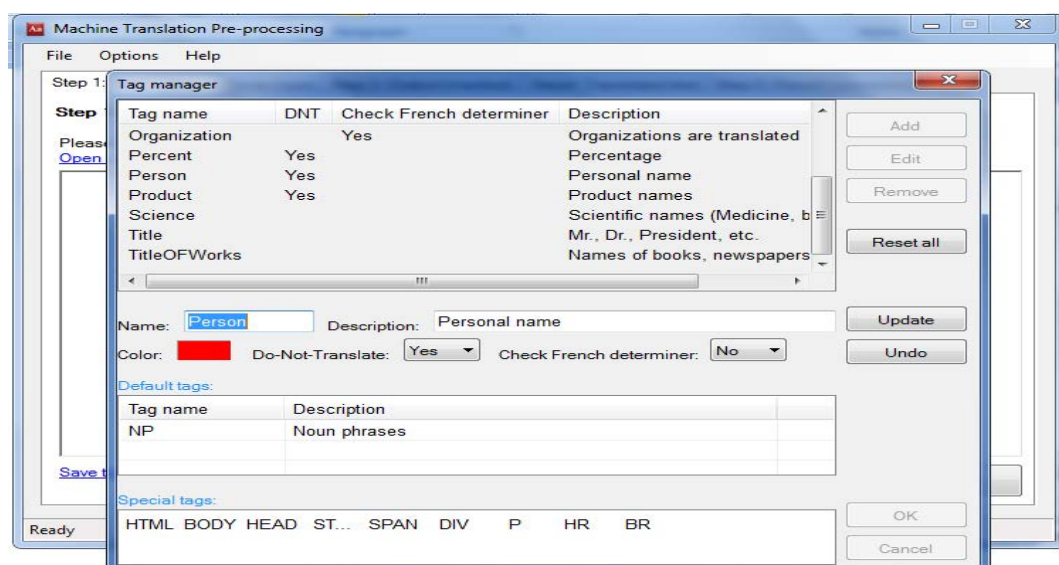 Machine Translation Pre-processing
File Options Help
Step 1:
Tag manager
Step
Please
Open
Tag name DNT Check French determiner Description
Organization Yes Organizations are translated
Percent Yes Percentage
Person Yes Personal name
Product Yes Product names
Science Scientific names (Medicine, b
Title Mr., Dr., President, etc.
TitleOFWorks Names of books, newspapers
Add
Edit
Remove
Reset all
Name: Person Description: Personal name
Update
Color: Do-Not-Translate: Yes Check French determiner: No
Undo
Default tags:
Tag name Description
NP Noun phrases
Save t
Special tags:
HTML BODY HEAD ST... SPAN DIV P HR BR
OK
Cancel
Ready